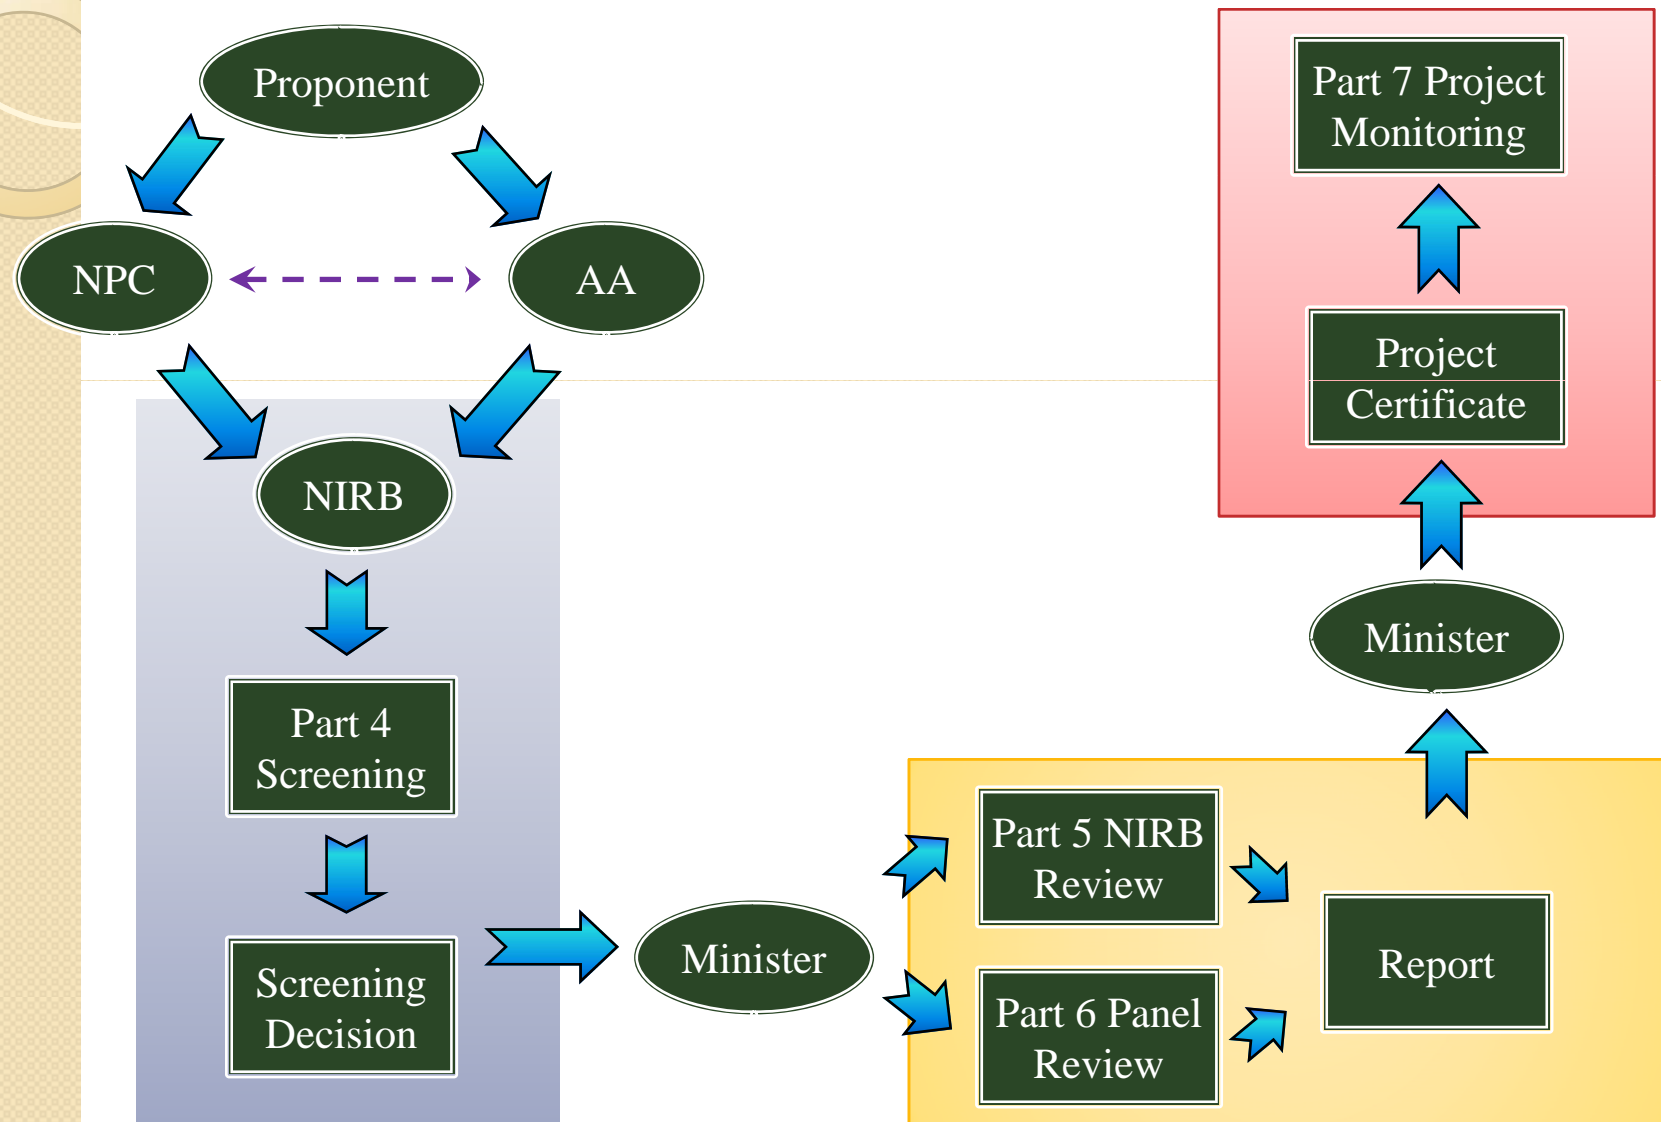 Proponent
NPC
AA
NIRB
Part 4
Screening
Screening
Decision
Minister
Part 5 NIRB
Review
Part 6 Panel
Review
Report
Minister
Project
Certificate
Part 7 Project
Monitoring